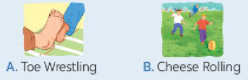 A. Toe Wrestling
B. Cheese Rolling